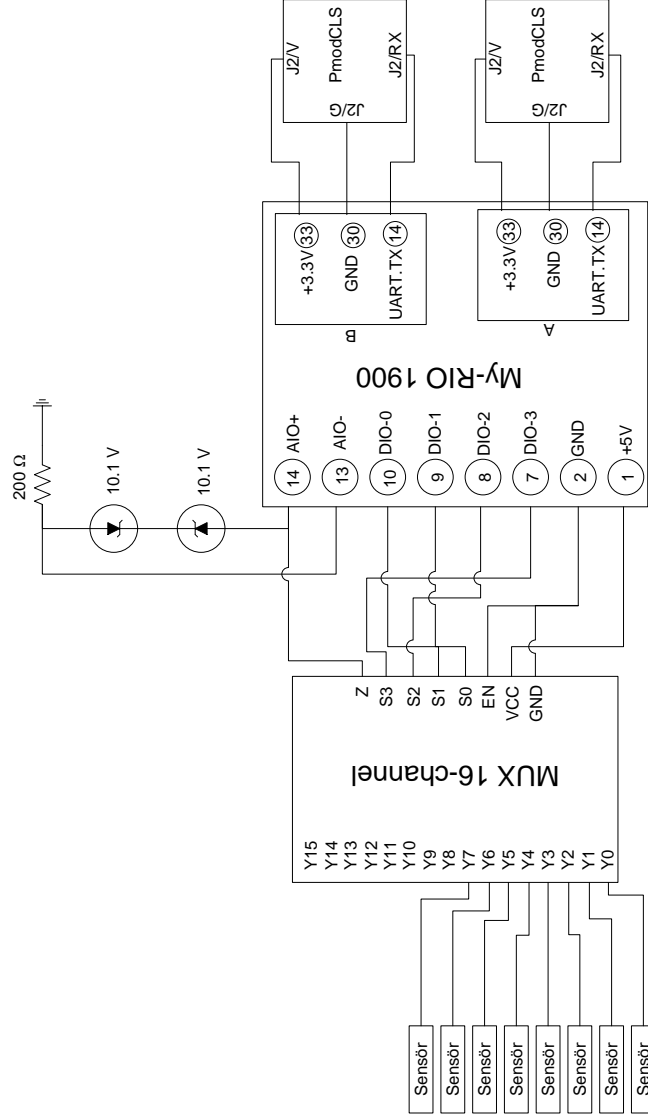 J2/V
PmodCLS
J2/G
J2/RX
J2/V
PmodCLS
J2/G
J2/RX
+3.3V 33
GND 30
UART.TX 14
B
+3.3V 33
GND 30
UART.TX 14
A
My-RIO 1900
200 Ω
10.1 V
10.1 V
14 AIO+
13 AIO-
10 DIO-0
9 DIO-1
8 DIO-2
7 DIO-3
2 GND
1 +5V
Z
S3
S2
S1
S0
EN
VCC
GND
MUX 16-channel
Y15
Y14
Y13
Y12
Y11
Y10
Y9
Y8
Y7
Y6
Y5
Y4
Y3
Y2
Y1
Y0
Sensör
Sensör
Sensör
Sensör
Sensör
Sensör
Sensör
Sensör